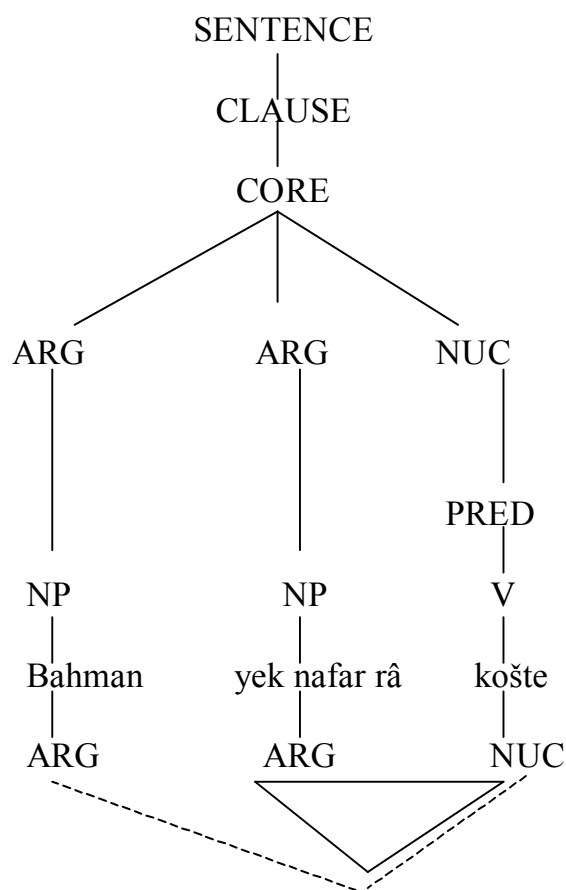 SENTENCE
CLAUSE
CORE
ARG ARG NUC
PRED
NP NP V
Bahman yek nafar râ košte
ARG ARG NUC